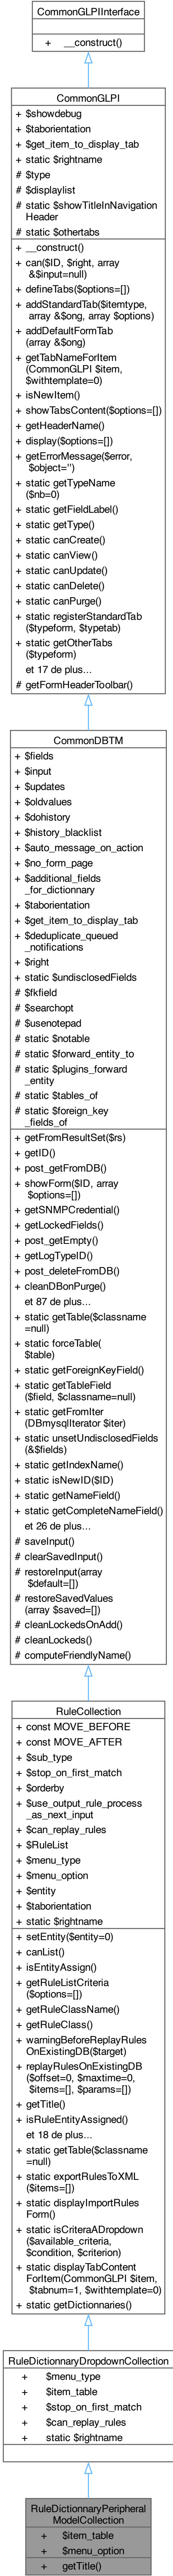 CommonGLPIInterface
+ __construct()
CommonGLPI
+ $showdebug
+ $taborientation
+ $get_item_to_display_tab
+ static $rightname
# $type
# $displaylist
# static $showTitleInNavigation
Header
# static $othertabs
+ __construct()
+ can($ID, $right, array
&$input=null)
+ defineTabs($options=[])
+ addStandardTab($itemtype,
array &$ong, array $options)
+ addDefaultFormTab
(array &$ong)
+ getTabNameForItem
(CommonGLPI $item,
$withtemplate=0)
+ isNewItem()
+ showTabsContent($options=[])
+ getHeaderName()
+ display($options=[])
+ getErrorMessage($error,
$object='')
+ static getTypeName
($nb=0)
+ static getFieldLabel()
+ static getType()
+ static canCreate()
+ static canView()
+ static canUpdate()
+ static canDelete()
+ static canPurge()
+ static registerStandardTab
($typeform, $typetab)
+ static getOtherTabs
($typeform)
et 17 de plus...
# getFormHeaderToolbar()
CommonDBTM
+ $fields
+ $input
+ $updates
+ $oldvalues
+ $dohistory
+ $history_blacklist
+ $auto_message_on_action
+ $no_form_page
+ $additional_fields
_for_dictionnary
+ $taborientation
+ $get_item_to_display_tab
+ $deduplicate_queued
_notifications
+ $right
+ static $undisclosedFields
# $fkfield
# $searchopt
# $usenotepad
# static $notable
# static $forward_entity_to
# static $plugins_forward
_entity
# static $tables_of
# static $foreign_key
_fields_of
+ getFromResultSet($rs)
+ getID()
+ post_getFromDB()
+ showForm($ID, array
$options=[])
+ getSNMPCredential()
+ getLockedFields()
+ post_getEmpty()
+ getLogTypeID()
+ post_deleteFromDB()
+ cleanDBonPurge()
et 87 de plus...
+ static getTable($classname
=null)
+ static forceTable(
$table)
+ static getForeignKeyField()
+ static getTableField
($field, $classname=null)
+ static getFromIter
(DBmysqlIterator $iter)
+ static unsetUndisclosedFields
(&$fields)
+ static getIndexName()
+ static isNewID($ID)
+ static getNameField()
+ static getCompleteNameField()
et 26 de plus...
# saveInput()
# clearSavedInput()
# restoreInput(array
$default=[])
# restoreSavedValues
(array $saved=[])
# cleanLockedsOnAdd()
# cleanLockeds()
# computeFriendlyName()
RuleCollection
+ const MOVE_BEFORE
+ const MOVE_AFTER
+ $sub_type
+ $stop_on_first_match
+ $orderby
+ $use_output_rule_process
_as_next_input
+ $can_replay_rules
+ $RuleList
+ $menu_type
+ $menu_option
+ $entity
+ $taborientation
+ static $rightname
+ setEntity($entity=0)
+ canList()
+ isEntityAssign()
+ getRuleListCriteria
($options=[])
+ getRuleClassName()
+ getRuleClass()
+ warningBeforeReplayRules
OnExistingDB($target)
+ replayRulesOnExistingDB
($offset=0, $maxtime=0,
$items=[], $params=[])
+ getTitle()
+ isRuleEntityAssigned()
et 18 de plus...
+ static getTable($classname
=null)
+ static exportRulesToXML
($items=[])
+ static displayImportRules
Form()
+ static isCriteraADropdown
($available_criteria,
$condition, $criterion)
+ static displayTabContent
ForItem(CommonGLPI $item,
$tabnum=1, $withtemplate=0)
+ static getDictionnaries()
RuleDictionnaryDropdownCollection
+ $menu_type
+ $item_table
+ $stop_on_first_match
+ $can_replay_rules
+ static $rightname
RuleDictionnaryPeripheral
ModelCollection
+ $item_table
+ $menu_option
+ getTitle()